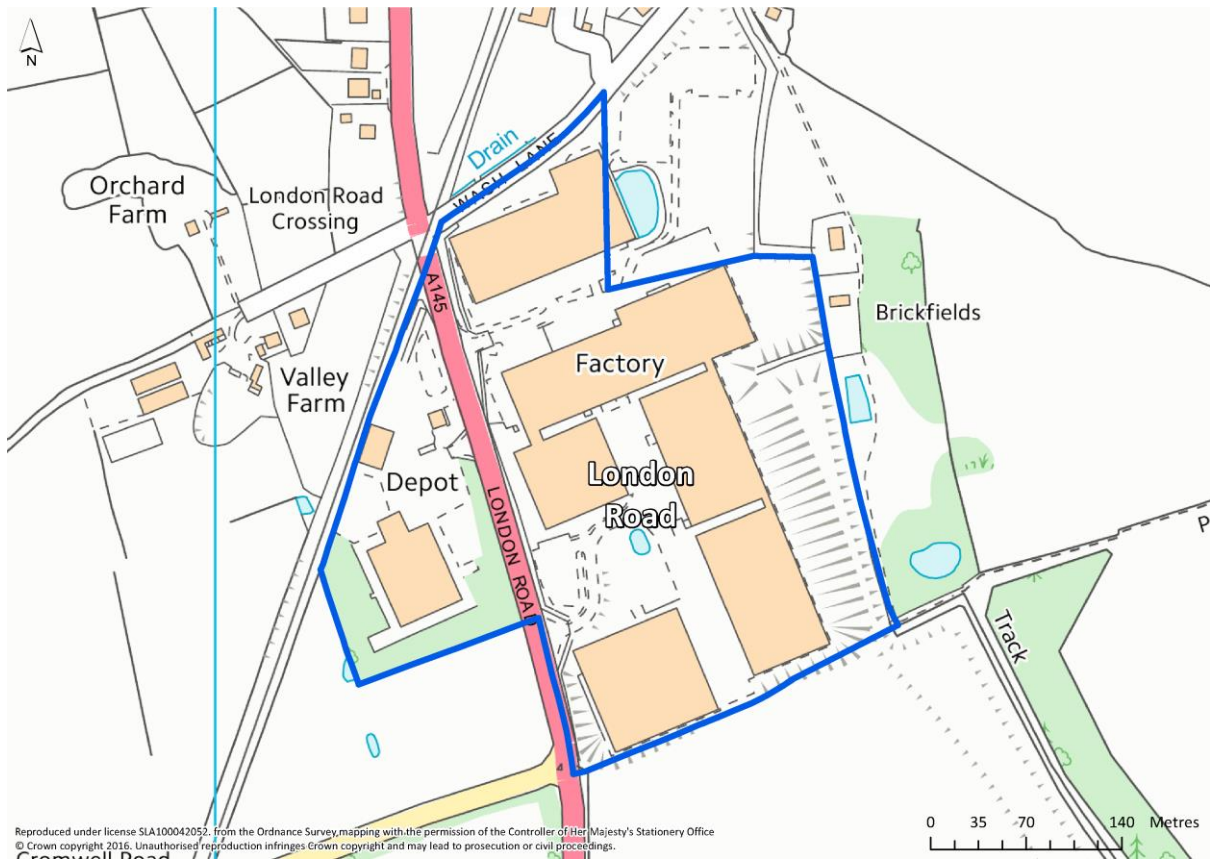 N
Drain
WASH LANE
Orchard
Farm
London Road
Crossing
A145
Brickfields
Factory
Valley
Farm
Depot
London
Road
LONDON ROAD
P
Track
0 35 70 140 Metres
Reproduced under license SLA100042052. from the Ordnance Survey mapping with the permission of the Controller of Her Majesty's Stationery Office
© Crown copyright 2016. Unauthorised reproduction infringes Crown copyright and may lead to prosecution or civil proceedings.
Cromwell Road